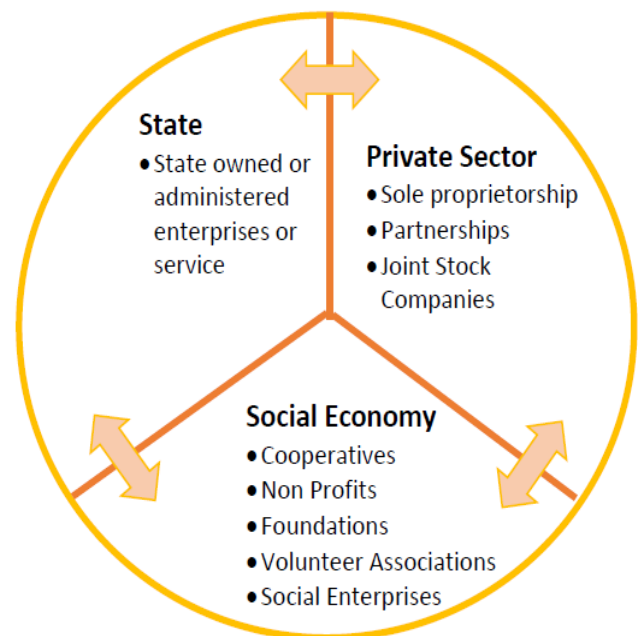 State
• State owned or
administered
enterprises or
service
Private Sector
• Sole proprietorship
• Partnerships
• Joint Stock
Companies
Social Economy
• Cooperatives
• Non Profits
• Foundations
• Volunteer Associations
• Social Enterprises